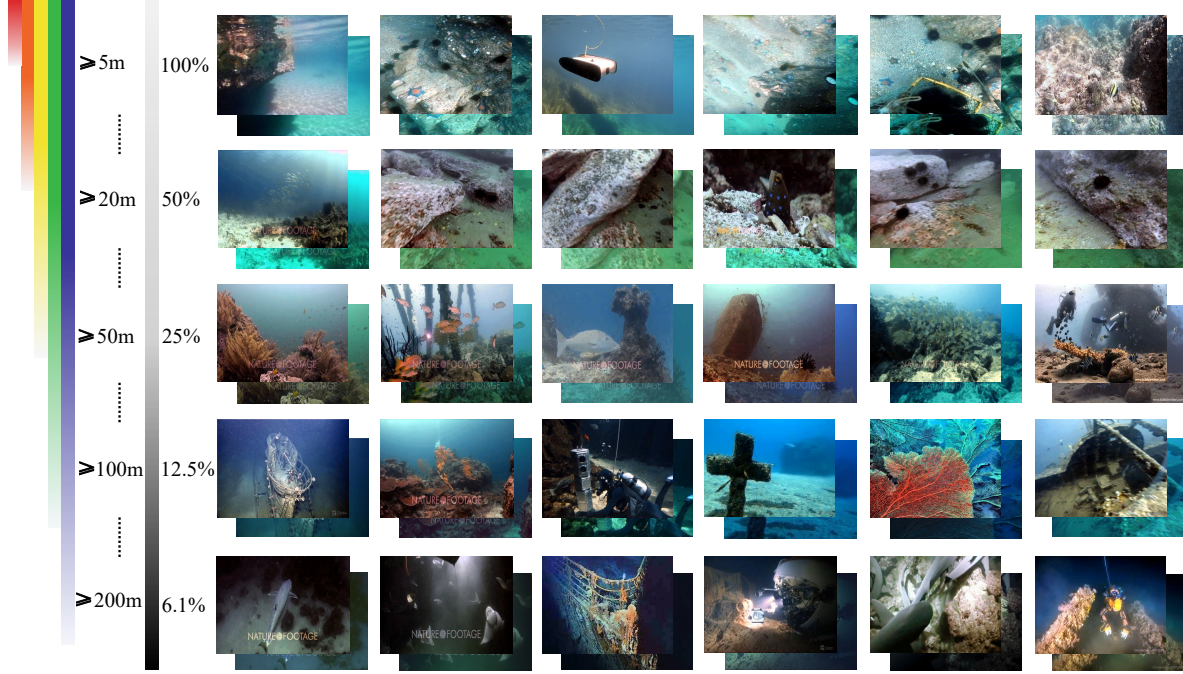 ⩾5m
100%
⩾20m
50%
NATURE FOOTAGE
⩾50m
25%
NATURE FOOTAGE
NATURE FOOTAGE
NATURE FOOTAGE
NATURE FOOTAGE
⩾100m
12.5%
NATURE FOOTAGE
⩾200m
6.1%
NATURE FOOTAGE
NATURE FOOTAGE